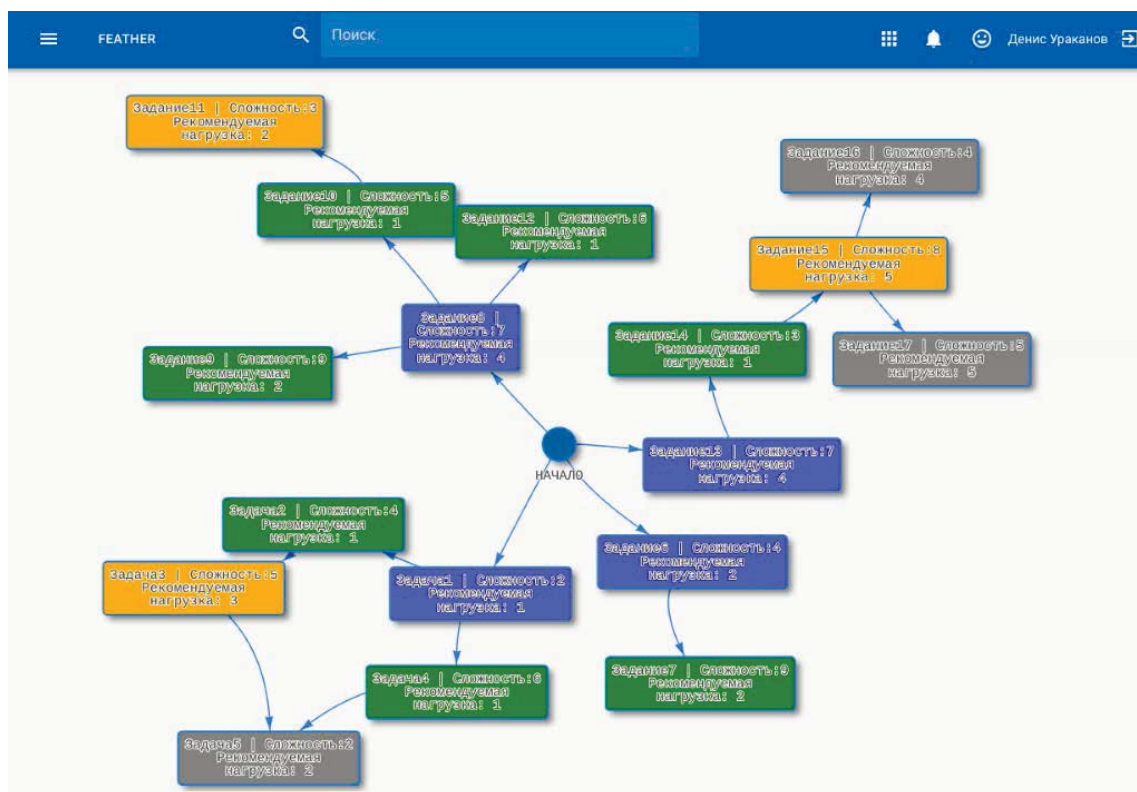 FEATHER
Поиск
Денис Ураканов
Задание11 | Сложность:3
Рекомендуемая
нагрузка: 2
Задание16 | Сложность:4
Рекомендуемая
нагрузка: 4
Задание10 | Сложность:5
Рекомендуемая
нагрузка: 1
Задание12 | Сложность:6
Рекомендуемая
нагрузка: 1
Задание15 | Сложность:8
Рекомендуемая
нагрузка: 5
Задание8 |
Сложность:7
Рекомендуемая
нагрузка: 4
Задание14 | Сложность:3
Рекомендуемая
нагрузка: 1
Задание17 | Сложность:5
Рекомендуемая
нагрузка: 5
Задание9 | Сложность:9
Рекомендуемая
нагрузка: 2
Задание13 | Сложность:7
Рекомендуемая
нагрузка: 4
НАЧАЛО
Задача2 | Сложность:4
Рекомендуемая
нагрузка: 1
Задание6 | Сложность:4
Рекомендуемая
нагрузка: 2
Задача3 | Сложность:5
Рекомендуемая
нагрузка: 3
Задача1 | Сложность:2
Рекомендуемая
нагрузка: 1
Задание7 | Сложность:9
Рекомендуемая
нагрузка: 2
Задача4 | Сложность:6
Рекомендуемая
нагрузка: 1
Задача5 | Сложность:2
Рекомендуемая
нагрузка: 2